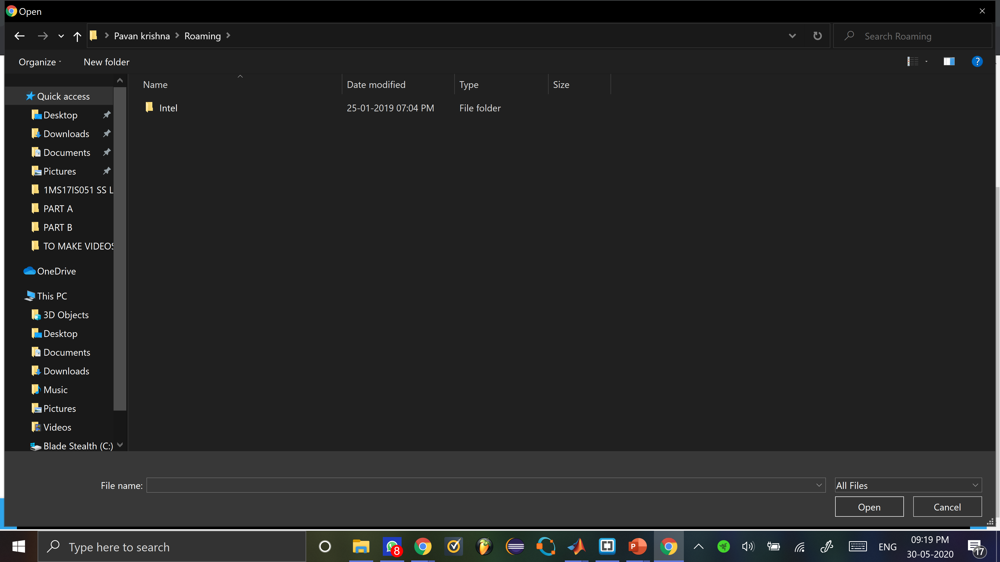 Open
Pavan krishna
Roaming
Search Roaming
Organize
New folder
Name
Date modified
Type
Size
Intel
25-01-2019 07:04 PM
File folder
Quick access
Desktop
Downloads
Documents
Pictures
1MS17IS051 SS L
PART A
PART B
TO MAKE VIDEOS
OneDrive
This PC
3D Objects
Desktop
Documents
Downloads
Music
Pictures
Videos
Blade Stealth (C:)
File name:
All Files
Open
Cancel
Type here to search
8
P
ENG
09:19 PM
30-05-2020
17